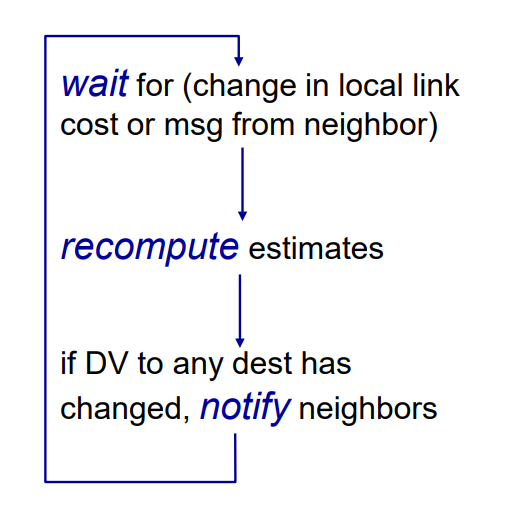 wait for (change in local link
cost or msg from neighbor)
recompute estimates
if DV to any dest has
changed, notify neighbors